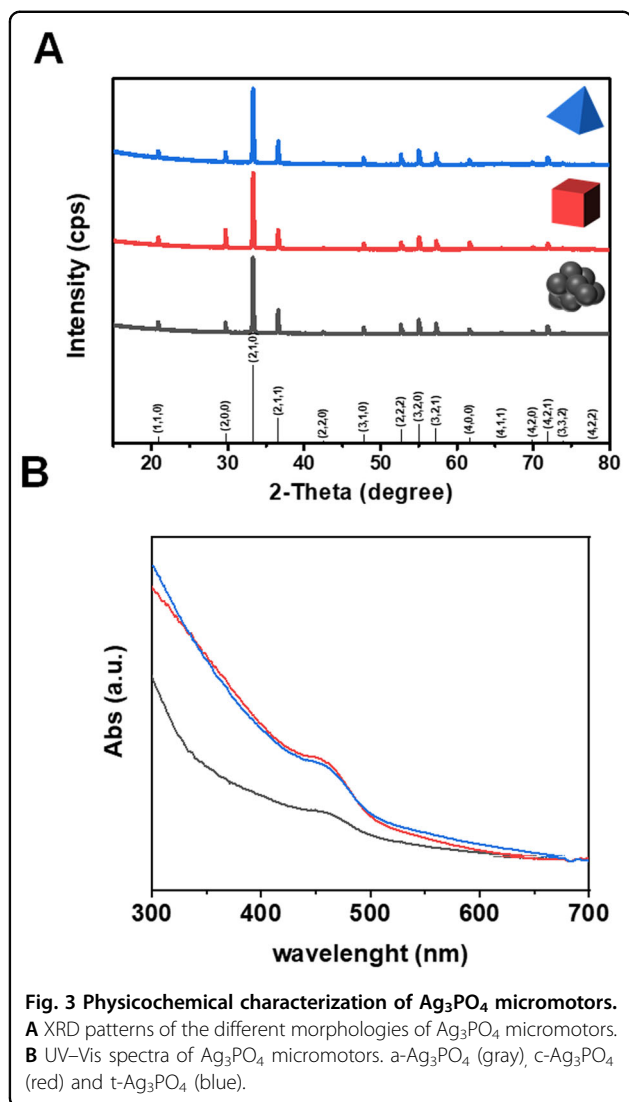 A
Intensity (cps)
(1,1,0)
(2,0,0)
(2,1,0)
(2,1,1)
(2,2,0)
(3,1,0)
(2,2,2)
(3,2,0)
(3,2,1)
(4,0,0)
(4,1,1)
(4,2,0)
(4,2,1)
(3,3,2)
(4,2,2)
20 30 40 50 60 70 80
2-Theta (degree)
B
Abs (a.u.)
300 400 500 600 700
wavelenght (nm)
Fig. 3 Physicochemical characterization of Ag₃PO₄ micromotors.
A XRD patterns of the different morphologies of Ag₃PO₄ micromotors.
B UV–Vis spectra of Ag₃PO₄ micromotors. a-Ag₃PO₄ (gray), c-Ag₃PO₄
(red) and t-Ag₃PO₄ (blue).